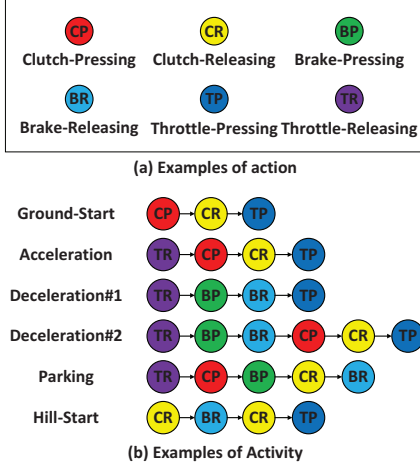 CP CR BP
Clutch-Pressing Clutch-Releasing Brake-Pressing
BR TP TR
Brake-Releasing Throttle-Pressing Throttle-Releasing
(a) Examples of action
Ground-Start CP CR TP
Acceleration TR CP CR TP
Deceleration#1 TR BP BR TP
Deceleration#2 TR BP BR CP CR TP
Parking TR CP BP CR BR
Hill-Start CR BR CR TP
(b) Examples of Activity